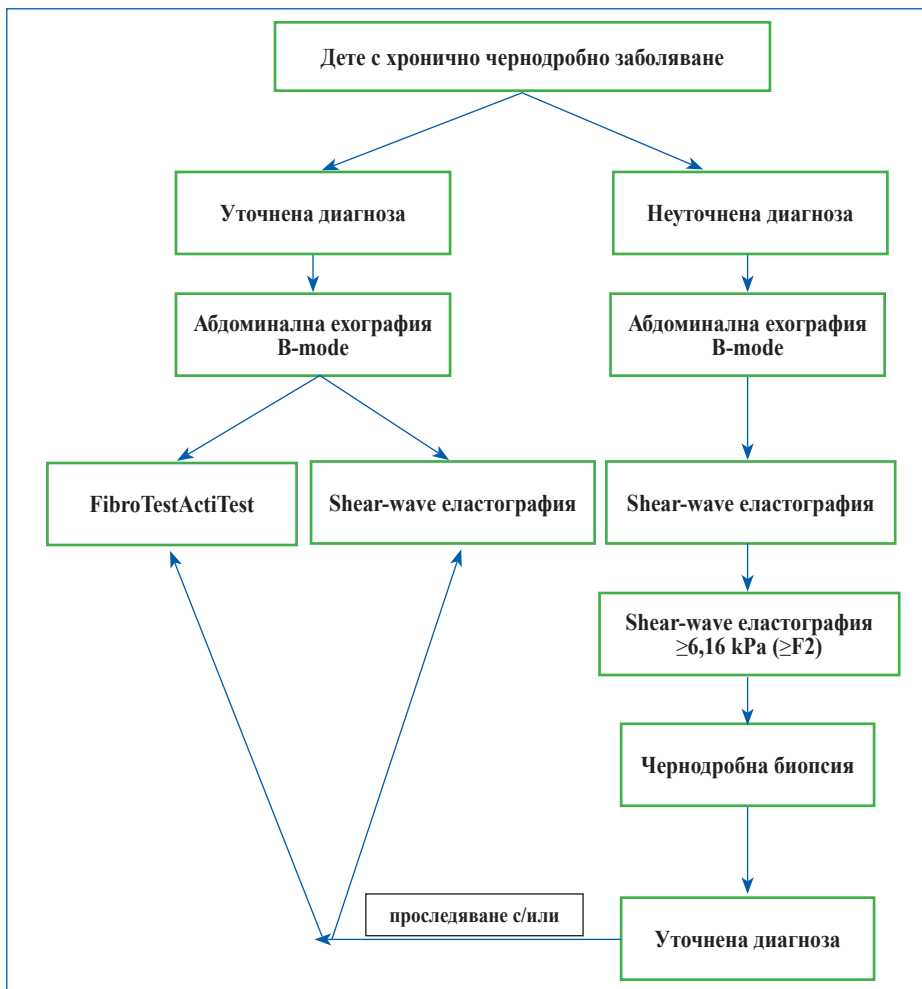 Дете с хронично чернодробно заболяване
Уточнена диагноза
Неуточнена диагноза
Абдоминална ехография
B-mode
Абдоминална ехография
B-mode
FibroTestActiTest
Shear-wave еластография
Shear-wave еластография
Shear-wave еластография
≥6,16 kPa (≥F2)
Чернодробна биопсия
проследяване с/или
Уточнена диагноза